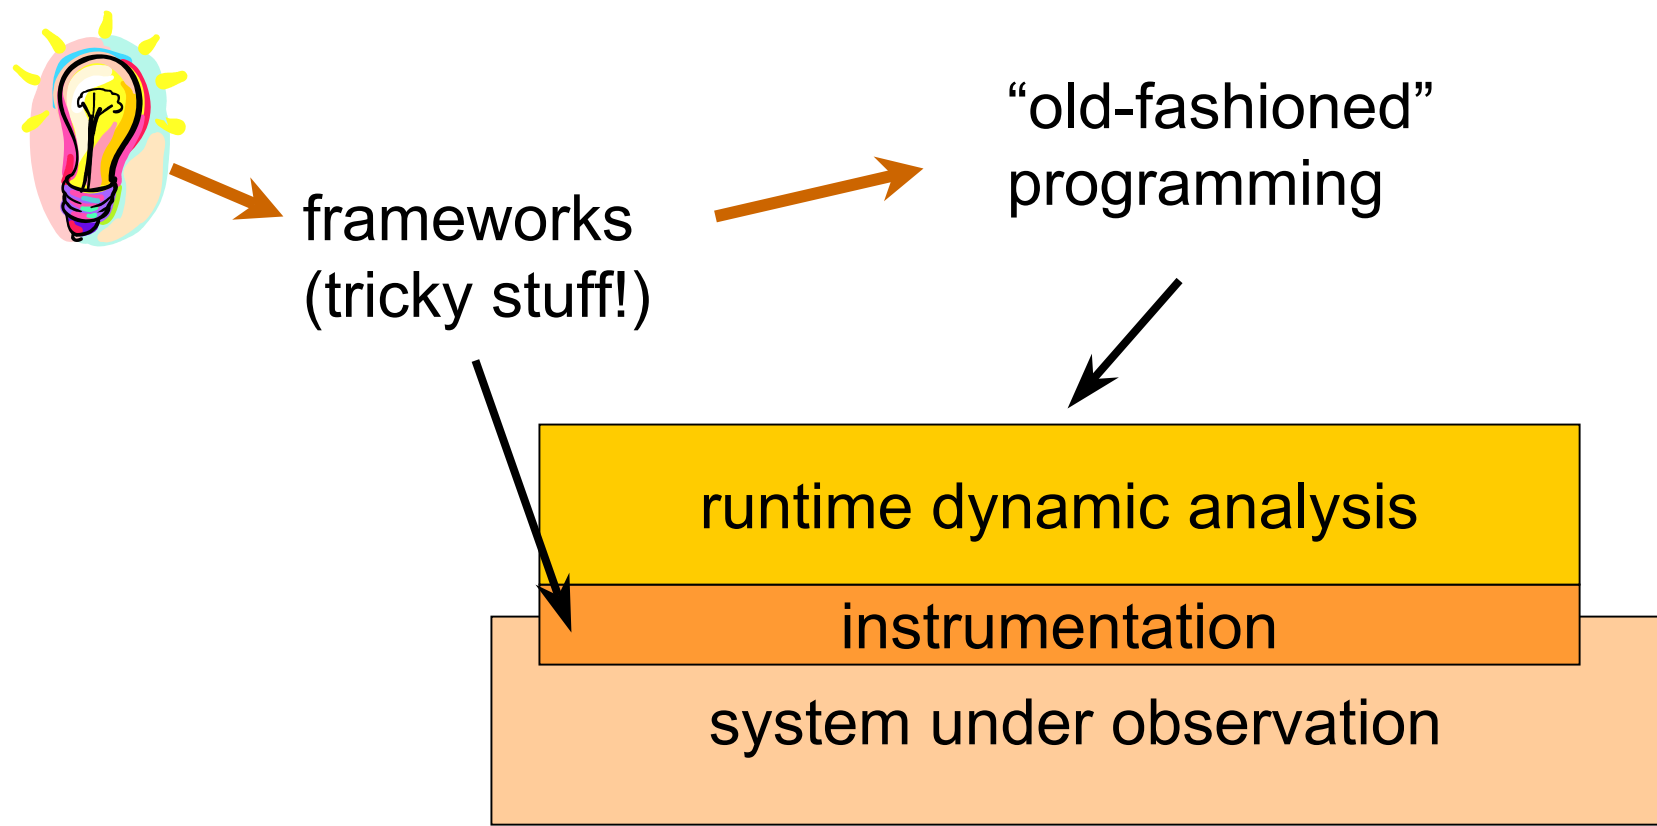 “old-fashioned”
programming
frameworks
(tricky stuff!)
runtime dynamic analysis
instrumentation
system under observation